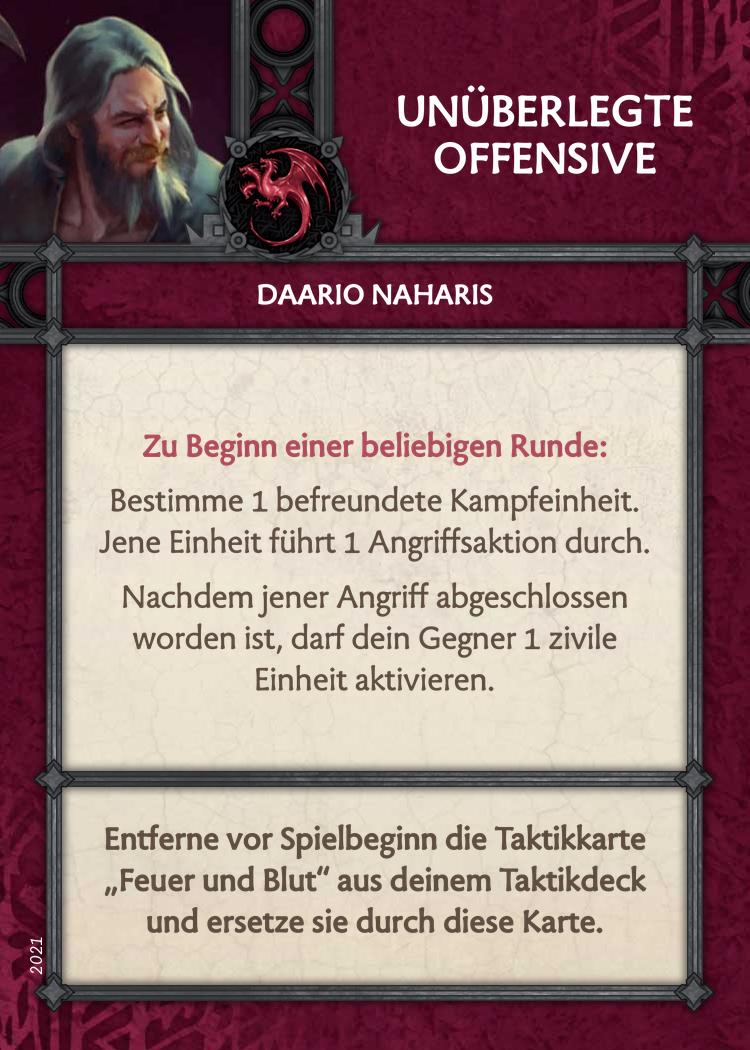 UNÜBERLEGTE
OFFENSIVE
DAARIO NAHARIS
Zu Beginn einer beliebigen Runde:
Bestimme 1 befreundete Kampfeinheit.
Jene Einheit führt 1 Angriffsaktion durch.
Nachdem jener Angriff abgeschlossen
worden ist, darf dein Gegner 1 zivile
Einheit aktivieren.
Entferne vor Spielbeginn die Taktikkarte
„Feuer und Blut“ aus deinem Taktikdeck
und ersetze sie durch diese Karte.
2021